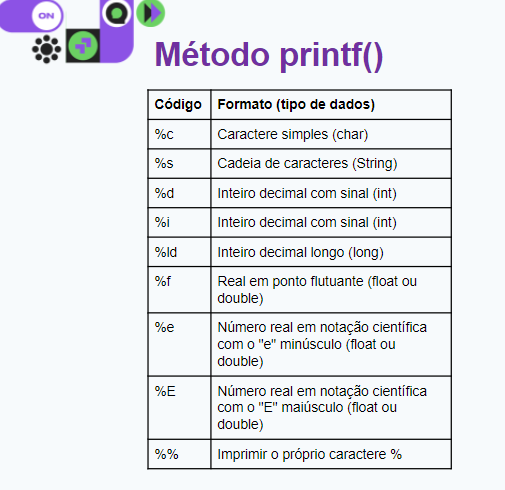 ON
Método printf()
Código Formato (tipo de dados)
%c Caractere simples (char)
%s Cadeia de caracteres (String)
%d Inteiro decimal com sinal (int)
%i Inteiro decimal com sinal (int)
%ld Inteiro decimal longo (long)
%f Real em ponto flutuante (float ou
double)
%e Número real em notação científica
com o "e" minúsculo (float ou
double)
%E Número real em notação científica
com o "E" maiúsculo (float ou
double)
%% Imprimir o próprio caractere %